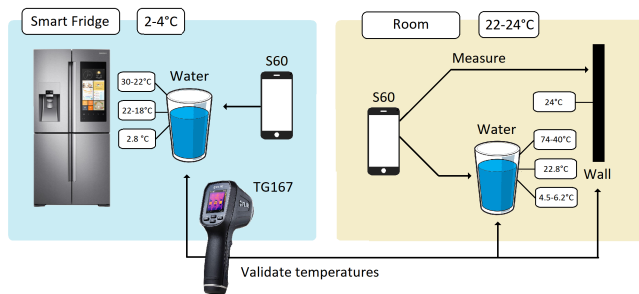 Smart Fridge
2-4°C
Room
22-24°C
S60
Water
30-22°C
22-18°C
2.8 °C
TG167
Measure
S60
24°C
Water
74-40°C
22.8°C
4.5-6.2°C
Wall
Validate temperatures